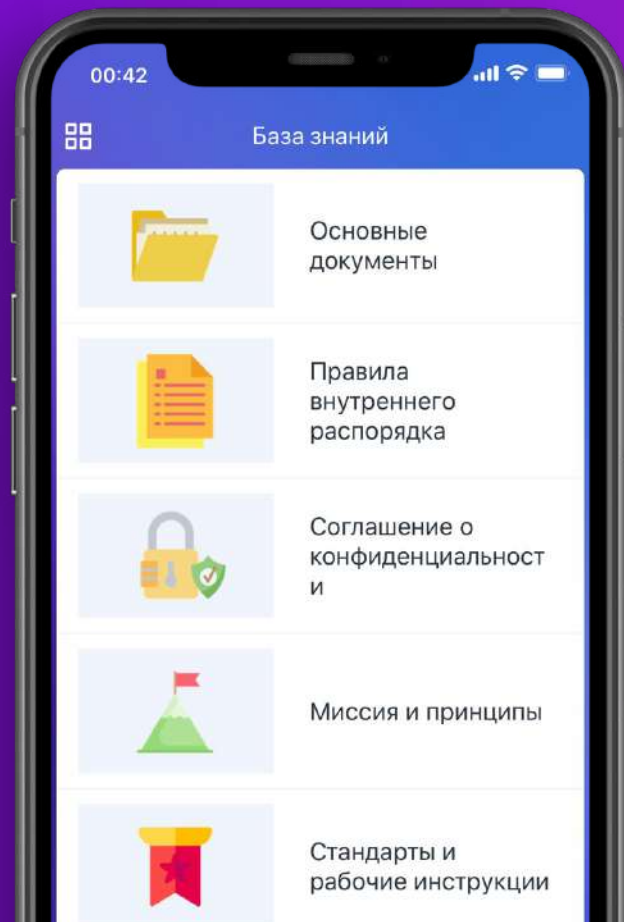 00:42
База знаний
Основные
документы
Правила
внутреннего
распорядка
Соглашение о
конфиденциальност
и
Миссия и принципы
Стандарты и
рабочие инструкции